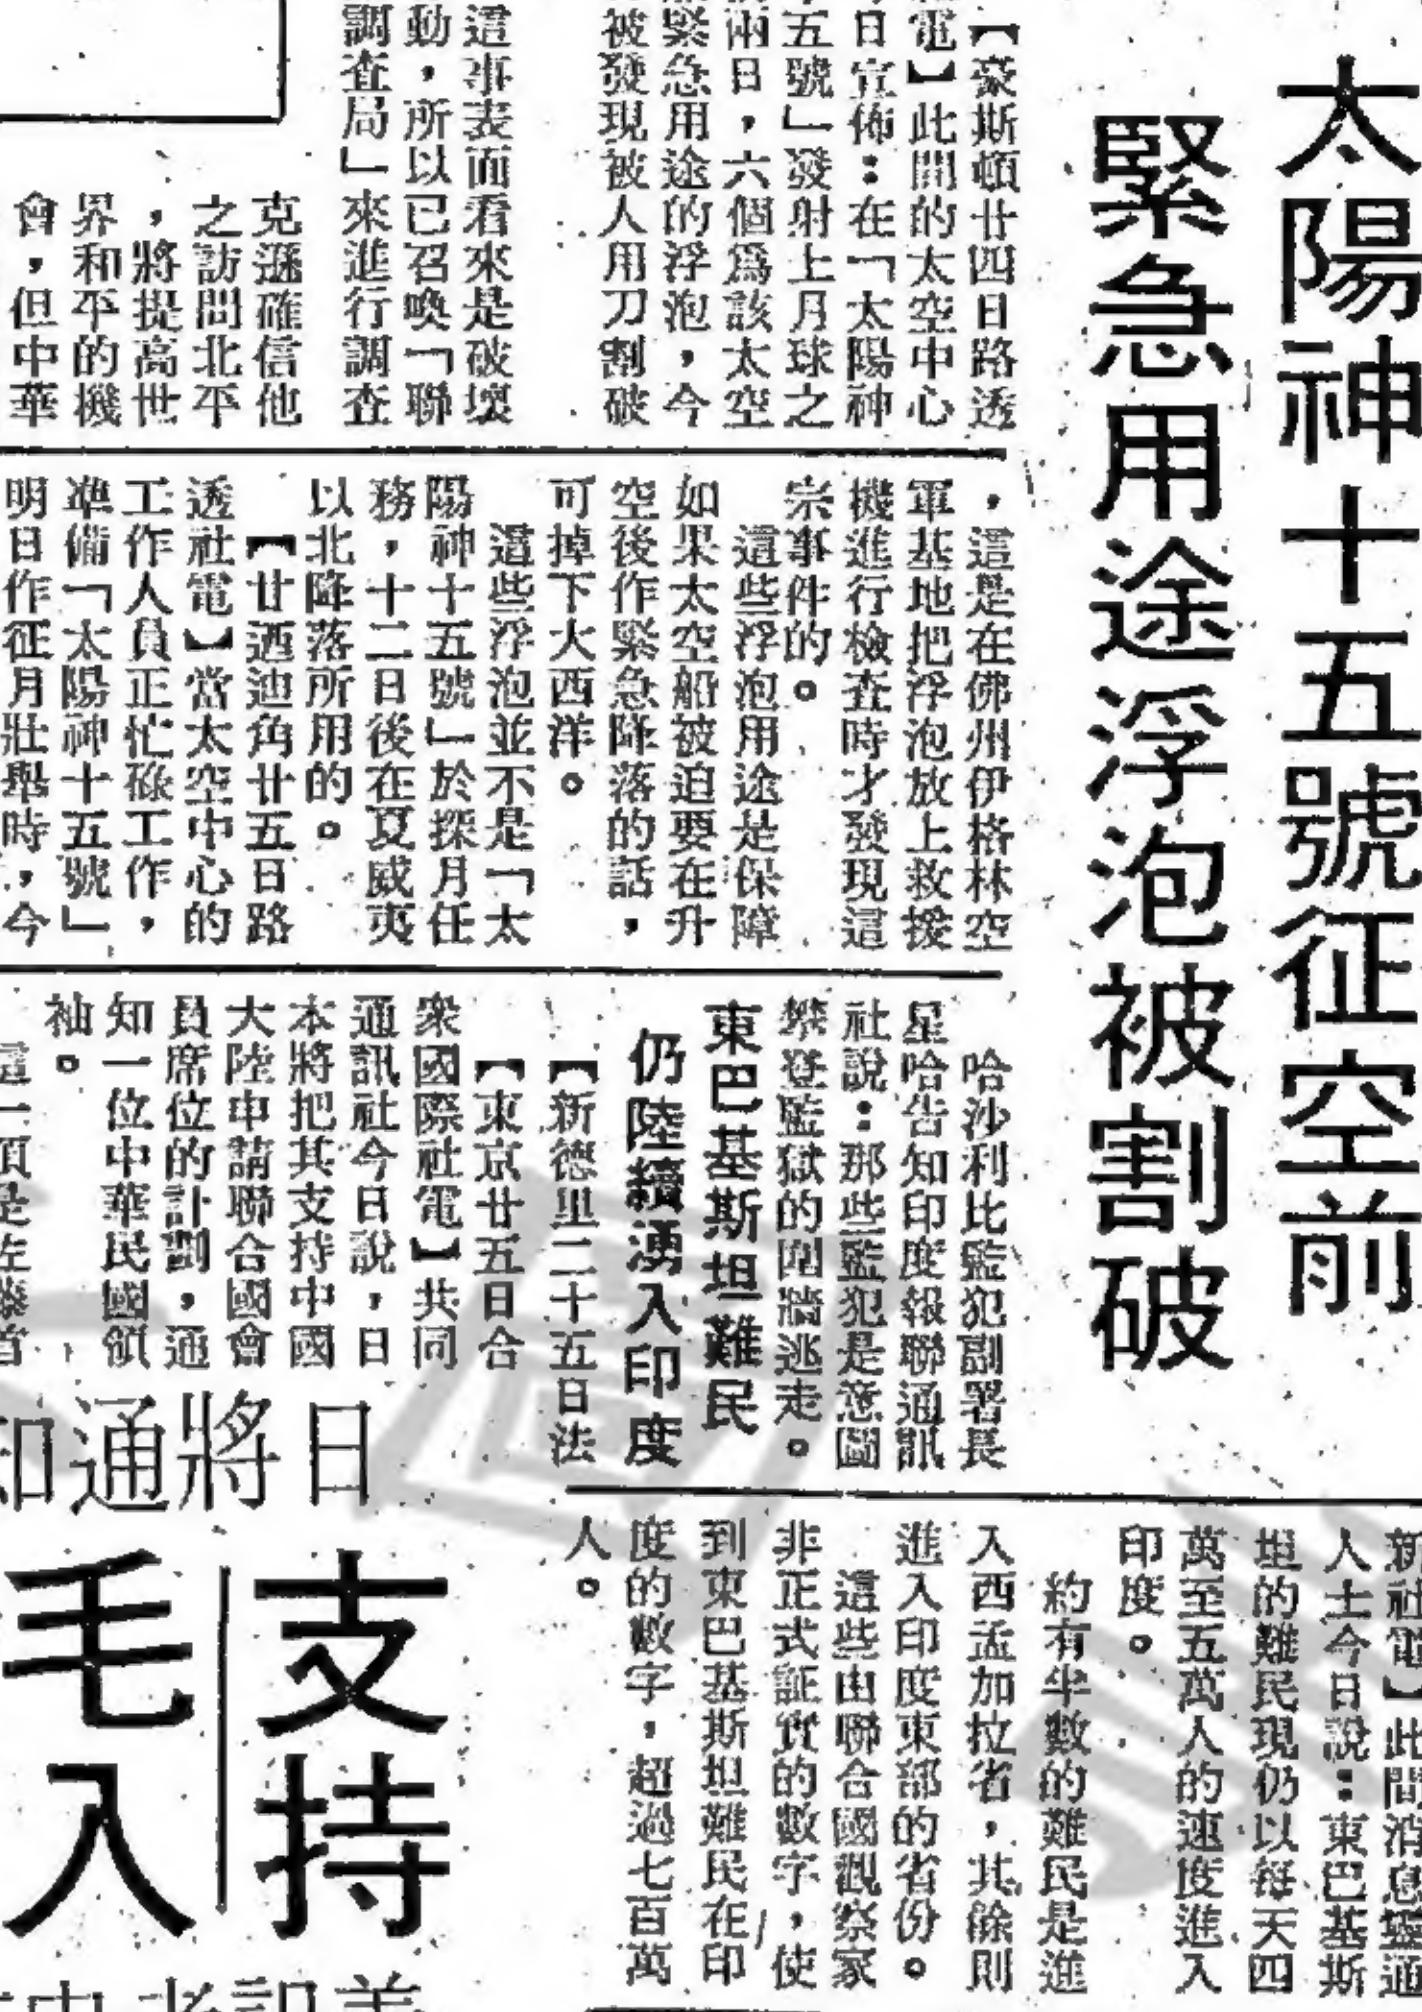 太陽神十五號征空前
緊急用途浮泡被割破
【豪斯頓廿四日路透
電】此間的太空中心
日宣佈：在「太陽神
五號」發射上月球之
兩日，六個爲該太空
緊急用途的浮泡，今
被發現被人用刀割破
這事表面看來是破壞
動，所以已召喚「聯
調查局」來進行調查
克遜確信他
之訪問北平
，將提高世
界和平的機
會，但中華
，這是在佛州伊格林空
軍基地把浮泡放上救援
機進行檢查時才發現這
宗事件的。
這些浮泡用途是保障
如果太空船被迫要在升
空後作緊急降落的話，
可掉下大西洋。
這些浮泡並不是「太
陽神十五號」於探月任
務，十二日後在夏威夷
以北降落所用的。
【甘迺迪角廿五日路
透社電】當太空中心的
工作人員正忙碌工作，
準備「太陽神十五號」
明日作征月壯舉時，今
哈沙利比監犯副署長
星哈告知印度報聯通訊
社說：那些監犯是意圖
攀登監獄的圍牆逃走。
東巴基斯坦難民
仍陸續湧入印度
【新德里二十五日法
新社電】此間消息靈通
人士今日說：東巴基斯
坦的難民現仍以每天四
萬至五萬人的速度進入
印度。
約有半數的難民是進
入西孟加拉省，其餘則
進入印度東部的省份。
這些由聯合國觀察家
非正式証實的數字，使
到東巴基斯坦難民在印
度的數字，超過七百萬
人。
【東京廿五日合
衆國際社電】共同
通訊社今日說，日
本將把其支持中國
大陸申請聯合國會
員席位的計劃，通
知一位中華民國領
袖。
這一項是佐藤首
日將通知
支持
毛入